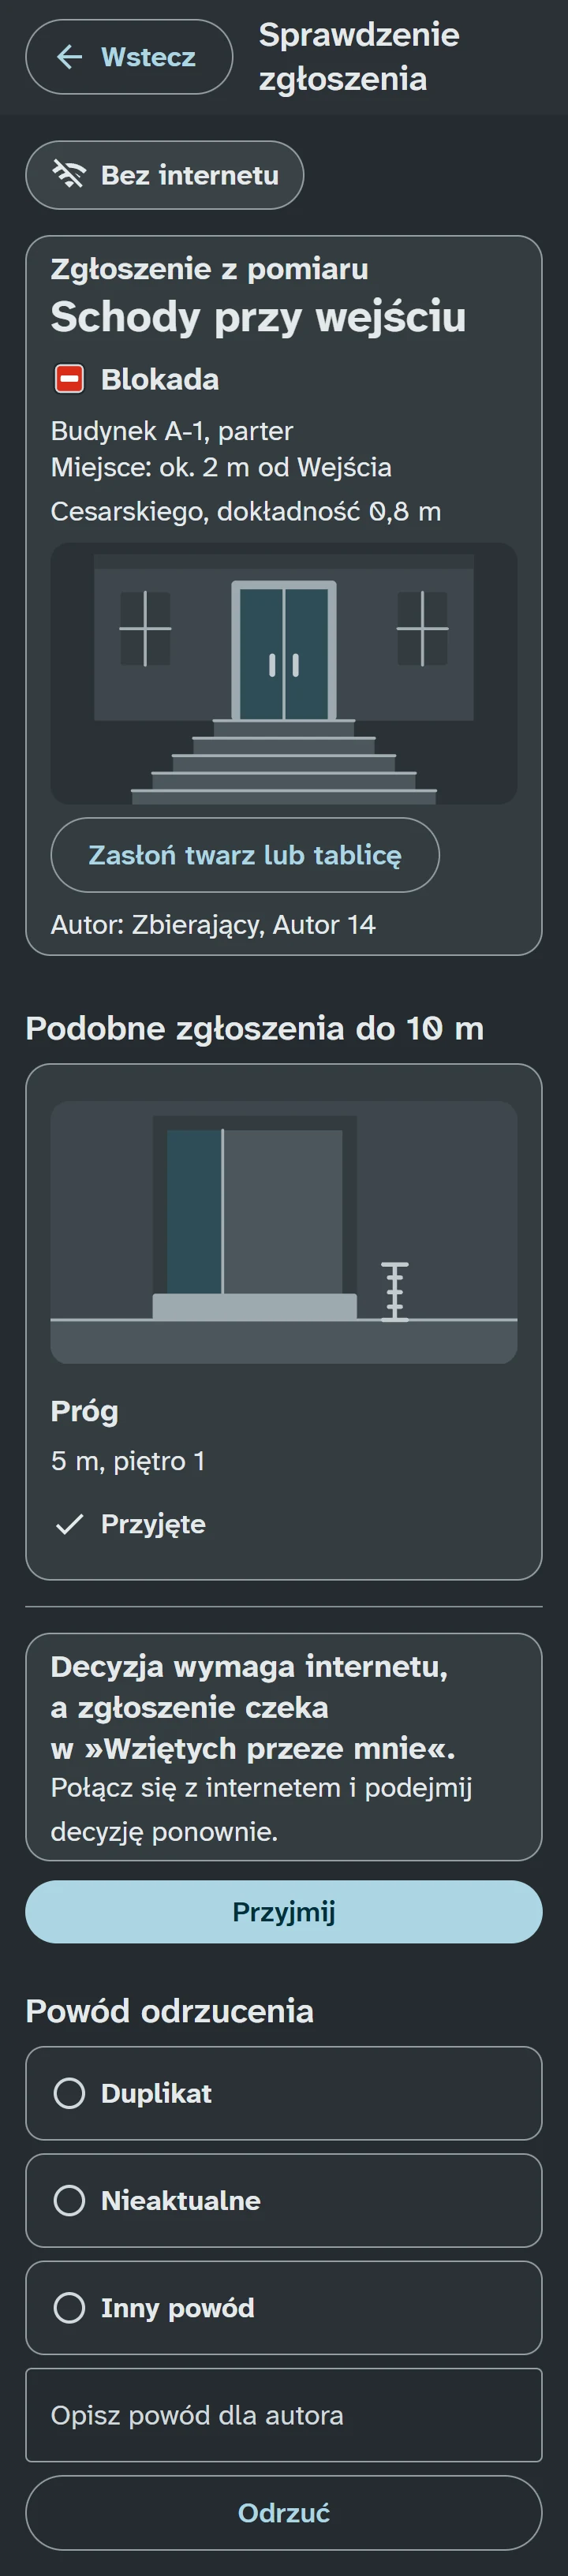 Wstecz
Sprawdzenie
zgłoszenia
Bez internetu
Zgłoszenie z pomiaru
Schody przy wejściu
Blokada
Budynek A-1, parter
Miejsce: ok. 2 m od Wejścia
Cesarskiego, dokładność 0,8 m
Zasłoń twarz lub tablicę
Autor: Zbierający, Autor 14
Podobne zgłoszenia do 10 m
Próg
5 m, piętro 1
Przyjęte
Decyzja wymaga internetu,
a zgłoszenie czeka
w »Wziętych przeze mnie«.
Połącz się z internetem i podejmij
decyzję ponownie.
Przyjmij
Powód odrzucenia
Duplikat
Nieaktualne
Inny powód
Opisz powód dla autora
Odrzuć